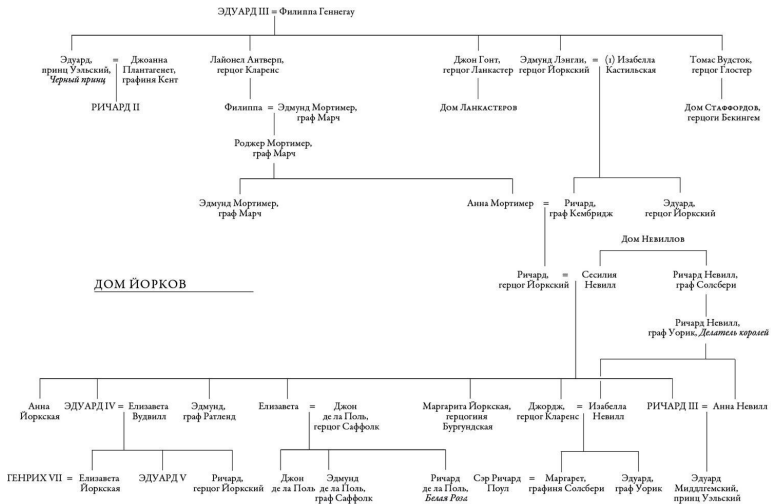 ЭДУАРД III = Филиппа Геннегау
Эдуард, = Джоанна
принц Уэльский, Плантагенет,
Черный принц графиня Кент
Лайонел Антверп,
герцог Кларенс
Джон Гонт,
герцог Ланкастер
Эдмунд Лэнгли, = (1) Изабелла
герцог Йоркский Кастильская
Томас Вудсток,
герцог Глостер
РИЧАРД II
Филиппа = Эдмунд Мортимер,
граф Марч
Дом Ланкастеров
Дом Стаффордов,
герцоги Бекингем
Роджер Мортимер,
граф Марч
Эдмунд Мортимер,
граф Марч
Анна Мортимер = Ричард,
граф Кембридж
Эдуард,
герцог Йоркский
Дом Невиллов
ДОМ ЙОРКОВ
Ричард, = Сесилия
герцог Йоркский Невилл
Ричард Невилл,
граф Солсбери
Ричард Невилл,
граф Уорик, Делатель королей
Анна
Йоркская
ЭДУАРД IV = Елизавета
Вудвилл
Эдмунд,
граф Ратленд
Елизавета = Джон
де ла Поль,
герцог Саффолк
Маргарита Йоркская,
герцогиня
Бургундская
Джордж, = Изабелла
герцог Кларенс Невилл
РИЧАРД III = Анна Невилл
ГЕНРИХ VII = Елизавета
Йоркская
ЭДУАРД V
Ричард,
герцог Йоркский
Джон
де ла Поль
Эдмунд
де ла Поль,
граф Саффолк
Ричард
де ла Поль,
Белая Роза
Сэр Ричард = Маргарет,
Поул графиня Солсбери
Эдуард,
граф Уорик
Эдуард
Миддлгемский,
принц Уэльский